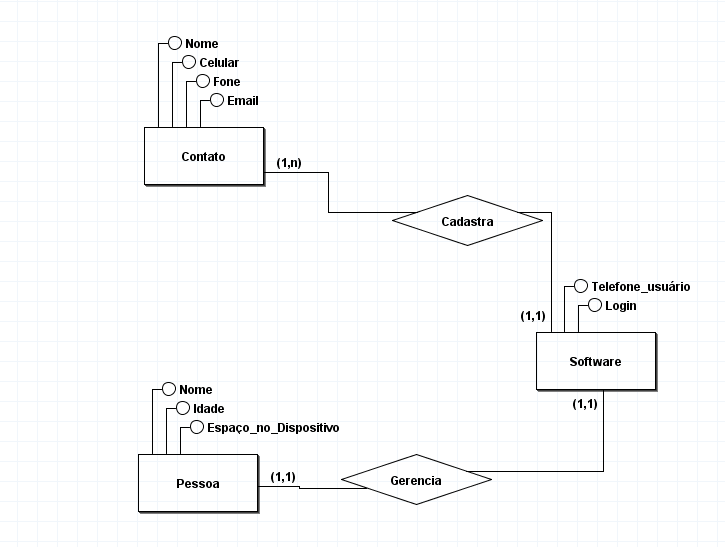 Nome
Celular
Fone
Email
Contato
(1,n)
Cadastra
Telefone_usuário
Login
(1,1)
Software
(1,1)
Nome
Idade
Espaço_no_Dispositivo
Pessoa
(1,1)
Gerencia